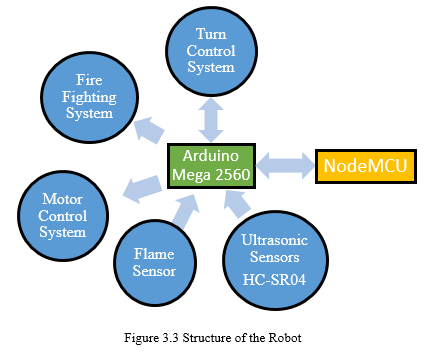 Turn
Control
System
Fire
Fighting
System
Arduino
Mega 2560
NodeMCU
Motor
Control
System
Flame
Sensor
Ultrasonic
Sensors
HC-SR04
Figure 3.3 Structure of the Robot